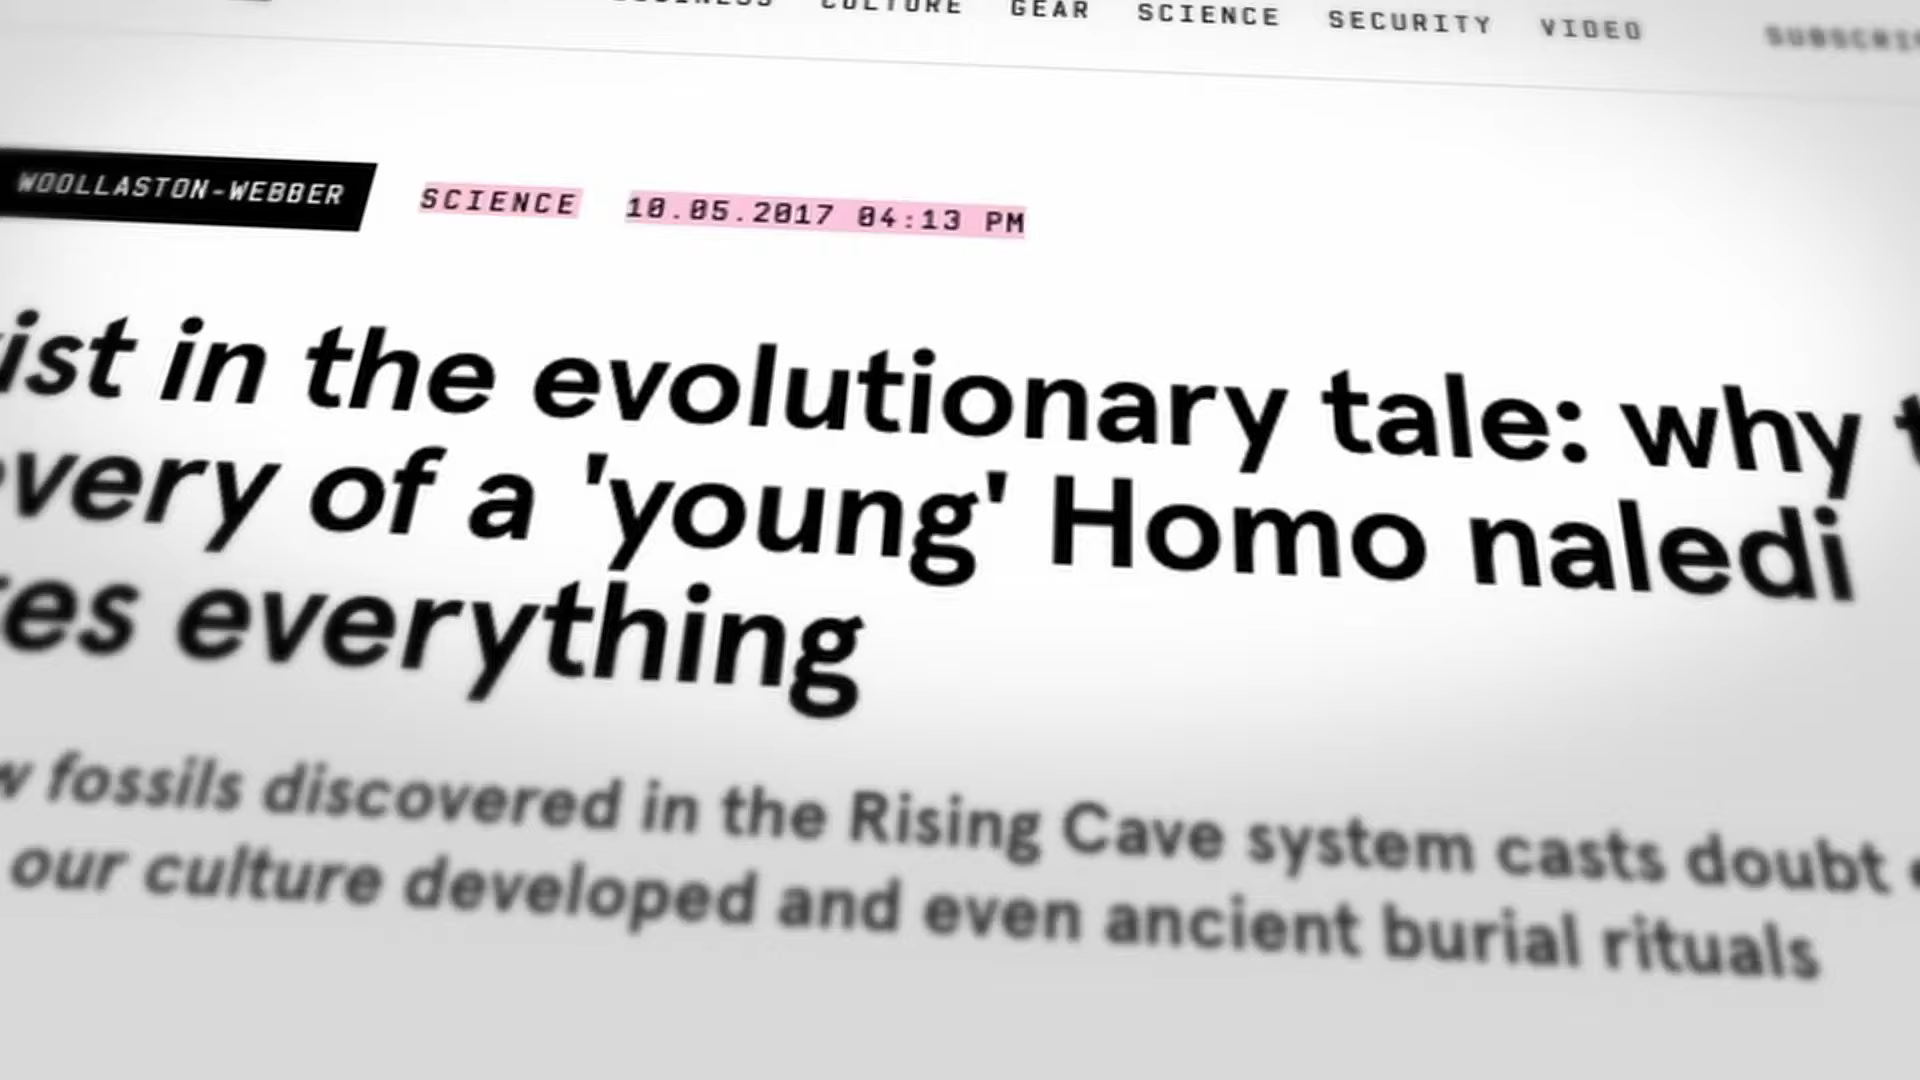 CULTURE GEAR SCIENCE SECURITY VIDEO
WOOLLASTON-WEBBER SCIENCE 10.05.2017 04:13 PM
ist in the evolutionary tale: why t
very of a 'young' Homo naledi
es everything
w fossils discovered in the Rising Cave system casts doubt
our culture developed and even ancient burial rituals